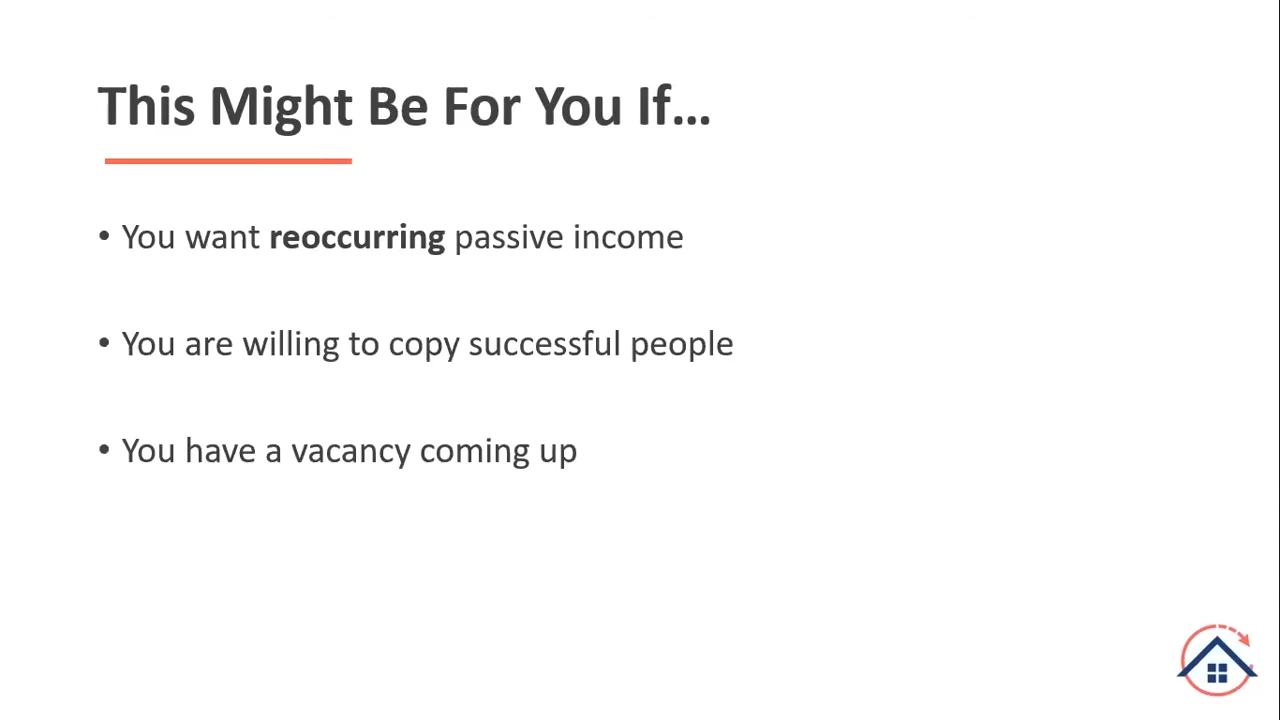 This Might Be For You If...
• You want reoccurring passive income
• You are willing to copy successful people
• You have a vacancy coming up